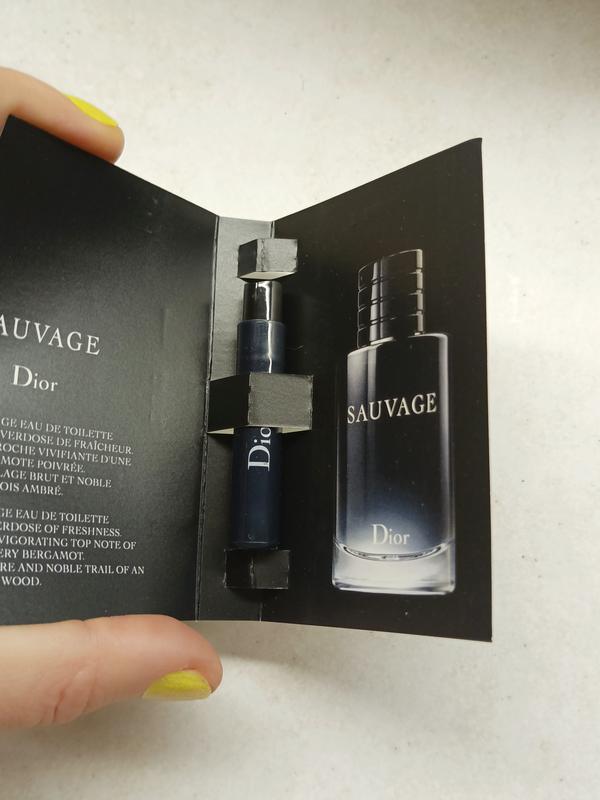 AUVAGE
Dior
GE EAU DE TOILETTE
VERDOSE DE FRAÎCHEUR.
ROCHE VIVIFIANTE D'UNE
MOTE POIVRÉE.
LAGE BRUT ET NOBLE
OIS AMBRÉ.
GE EAU DE TOILETTE
ERDOSE OF FRESHNESS.
VIGORATING TOP NOTE OF
ERY BERGAMOT.
RE AND NOBLE TRAIL OF AN
WOOD.
Dio
SAUVAGE
Dior